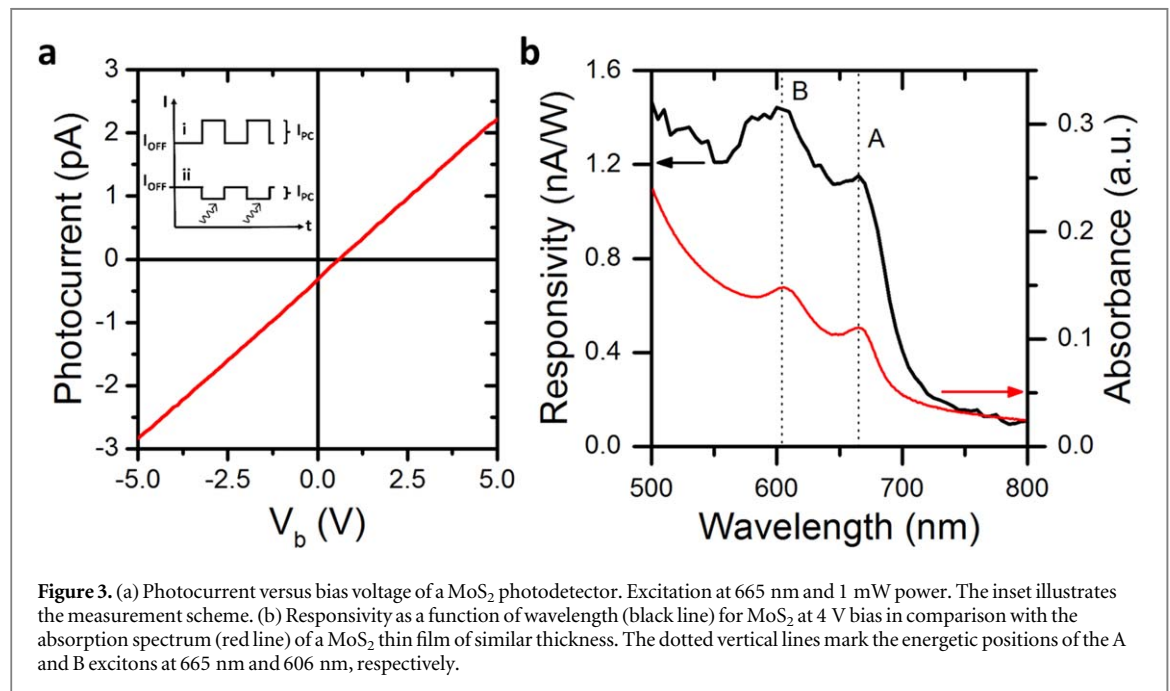 a
3
2
1
0
-1
-2
-3
Photocurrent (pA)
-5.0 -2.5 0.0 2.5 5.0
V_b (V)
I
I_OFF i } I_PC
I_OFF ii } I_PC
t
b
1.6
1.2
0.8
0.4
0.0
Responsivity (nA/W)
B
A
0.3
0.2
0.1
0.0
Absorbance (a.u.)
500 600 700 800
Wavelength (nm)
Figure 3. (a) Photocurrent versus bias voltage of a MoS₂ photodetector. Excitation at 665 nm and 1 mW power. The inset illustrates
the measurement scheme. (b) Responsivity as a function of wavelength (black line) for MoS₂ at 4 V bias in comparison with the
absorption spectrum (red line) of a MoS₂ thin film of similar thickness. The dotted vertical lines mark the energetic positions of the A
and B excitons at 665 nm and 606 nm, respectively.